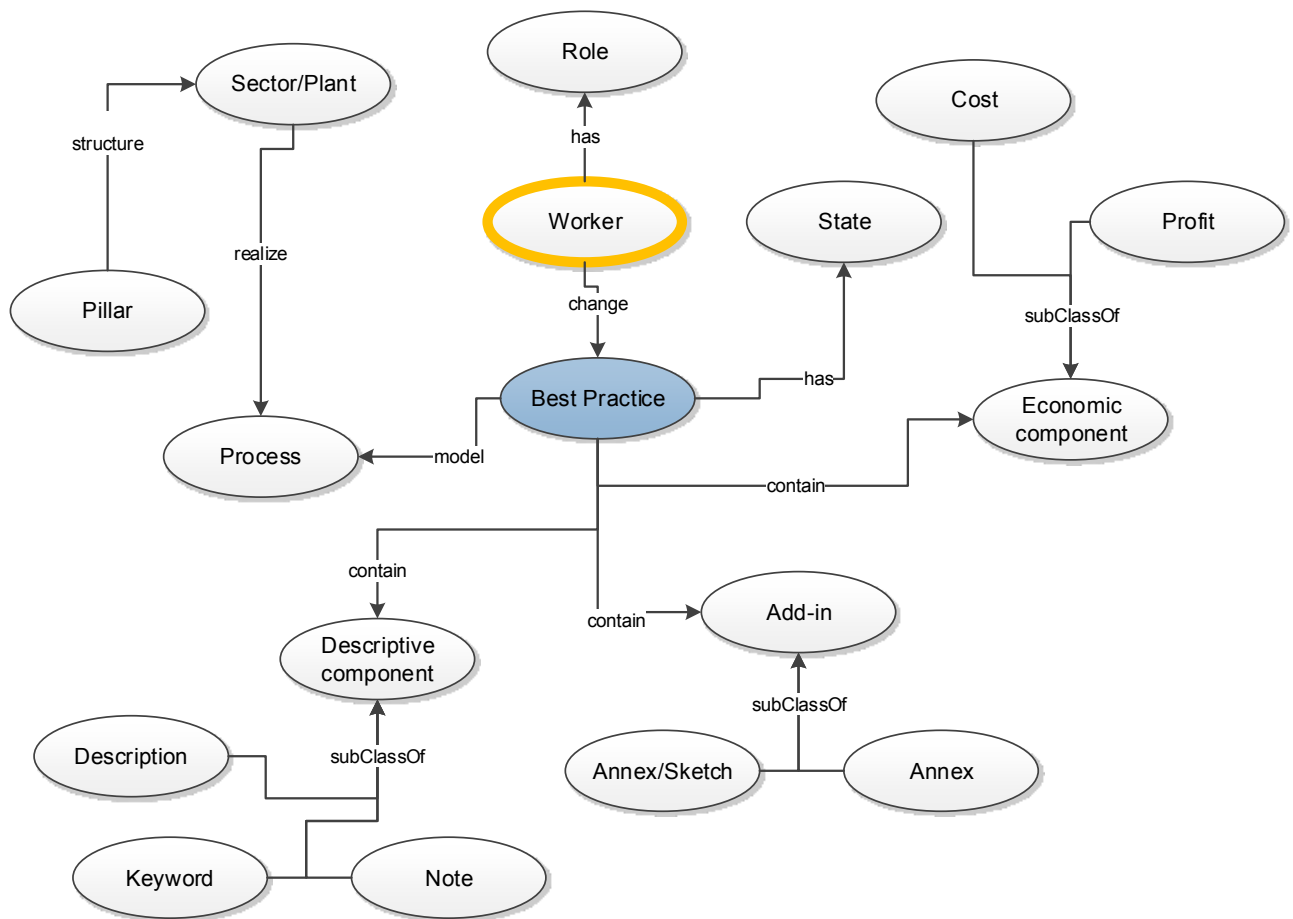 Role
Sector/Plant
Cost
structure
has
Worker
State
Profit
realize
change
Pillar
subClassOf
has
Best Practice
Economic
component
Process
model
contain
contain
Add-in
contain
Descriptive
component
subClassOf
subClassOf
Description
Annex/Sketch
Annex
Keyword
Note